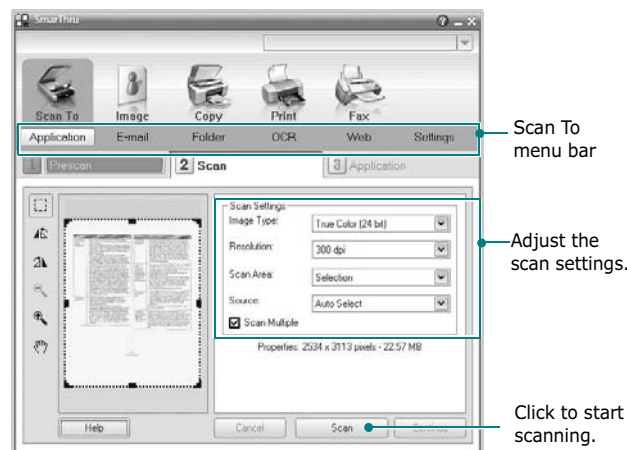 SmarThru
Scan To
Image
Copy
Print
Fax
Application
E-mail
Folder
OCR
Web
Settings
Scan To
menu bar
1 Prescan
2 Scan
3 Application
Scan Settings
Image Type:
True Color (24 bit)
Resolution:
300 dpi
Scan Area:
Selection
Source:
Auto Select
Scan Multiple
Adjust the
scan settings.
Properties: 2534 x 3113 pixels - 22.57 MB
Help
Cancel
Scan
Continue
Click to start
scanning.